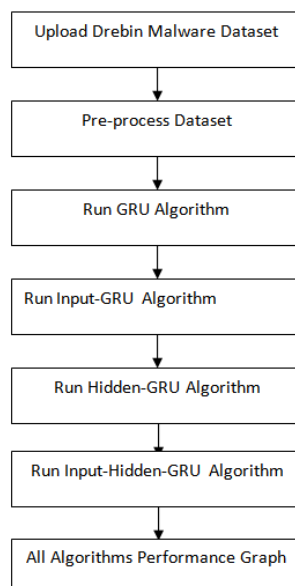 Upload Drebin Malware Dataset
Pre-process Dataset
Run GRU Algorithm
Run Input-GRU Algorithm
Run Hidden-GRU Algorithm
Run Input-Hidden-GRU Algorithm
All Algorithms Performance Graph